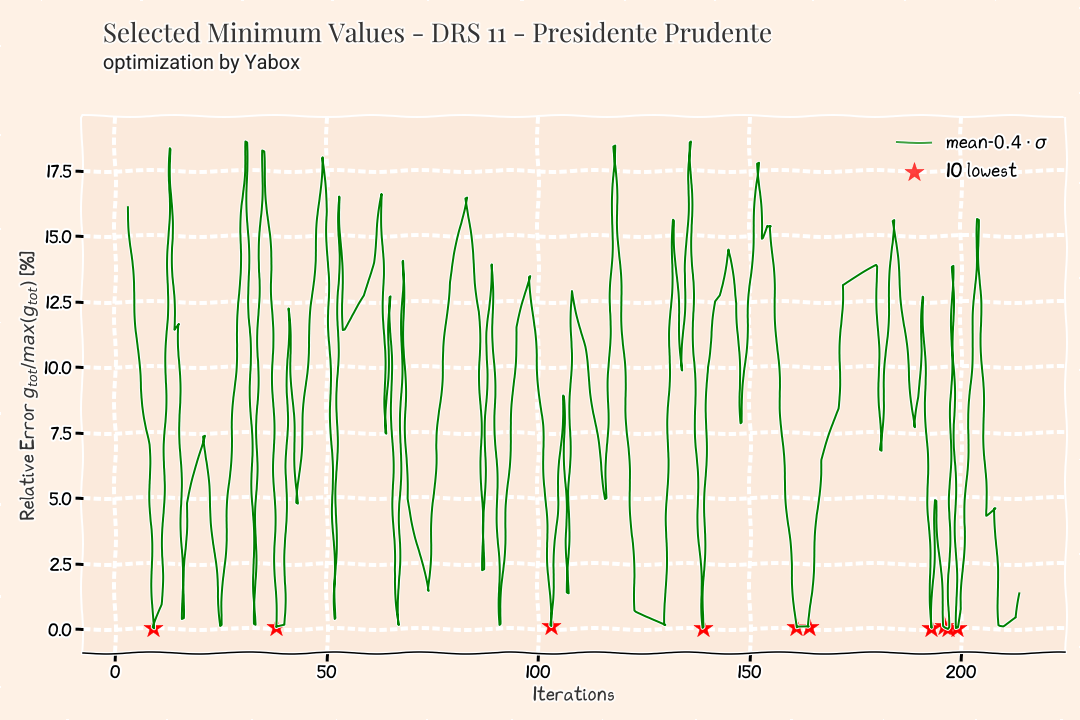 Selected Minimum Values - DRS 11 - Presidente Prudente
optimization by Yabox
mean-0.4 · σ
10 lowest
Relative Error g_tot/max(g_tot) [%]
17.5
15.0
12.5
10.0
7.5
5.0
2.5
0.0
0 50 100 150 200
Iterations